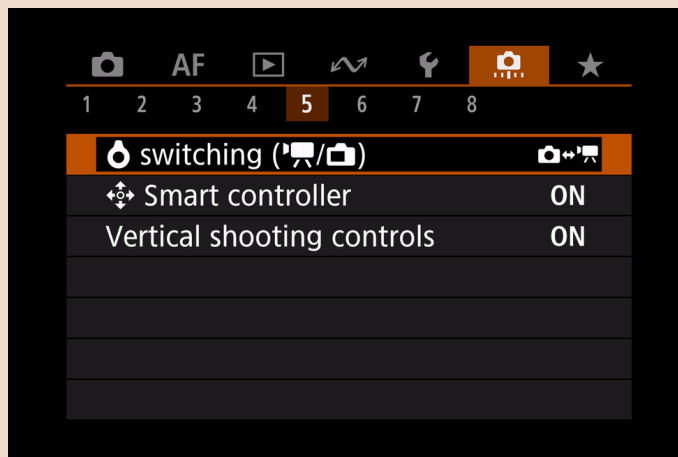 AF
1 2 3 4 5 6 7 8
switching ( / )
Smart controller ON
Vertical shooting controls ON